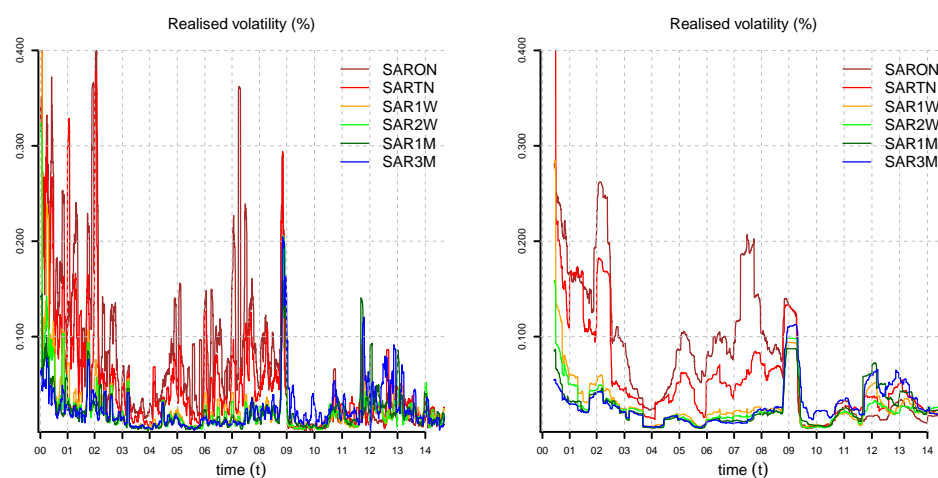 Realised volatility (%)
0.400
0.300
0.200
0.100
SARON
SARTN
SAR1W
SAR2W
SAR1M
SAR3M
00 01 02 03 04 05 06 07 08 09 10 11 12 13 14
time (t)
Realised volatility (%)
0.400
0.300
0.200
0.100
SARON
SARTN
SAR1W
SAR2W
SAR1M
SAR3M
00 01 02 03 04 05 06 07 08 09 10 11 12 13 14
time (t)